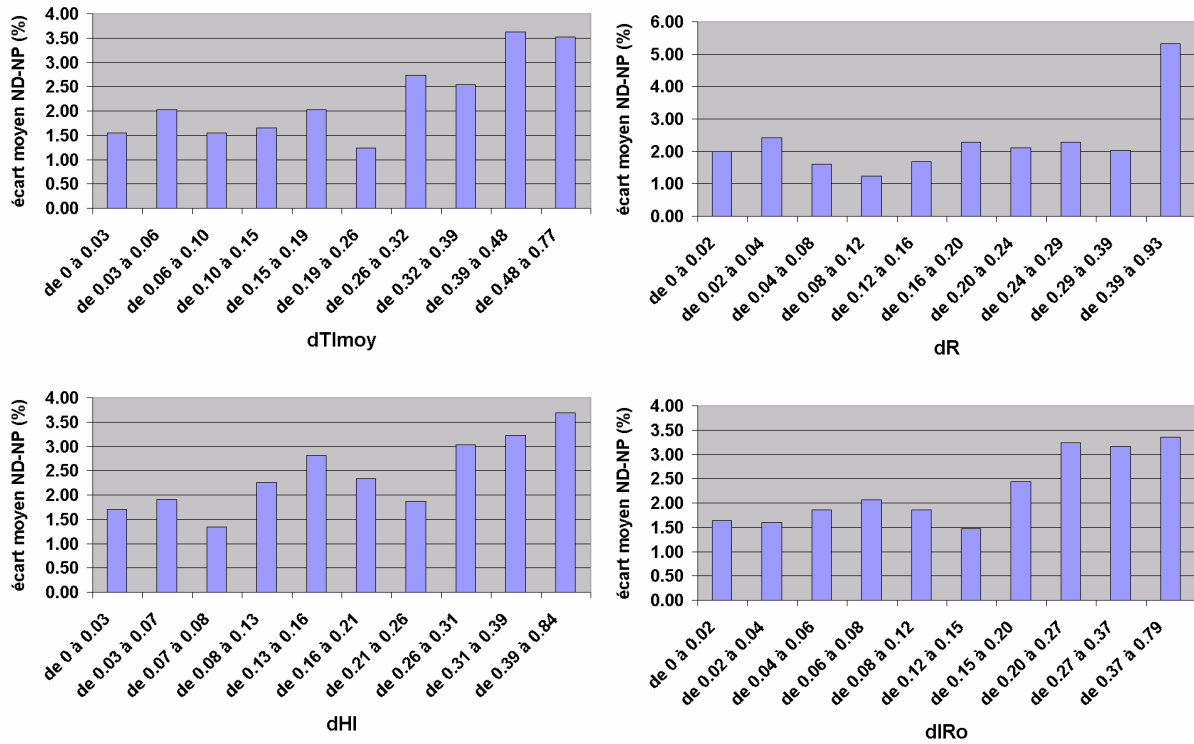 écart moyen ND-NP (%)
4.00
3.50
3.00
2.50
2.00
1.50
1.00
0.50
0.00
de 0 à 0.03
de 0.03 à 0.06
de 0.06 à 0.10
de 0.10 à 0.15
de 0.15 à 0.19
de 0.19 à 0.26
de 0.26 à 0.32
de 0.32 à 0.39
de 0.39 à 0.48
de 0.48 à 0.77
dTImoy
écart moyen ND-NP (%)
6.00
5.00
4.00
3.00
2.00
1.00
0.00
de 0 à 0.02
de 0.02 à 0.04
de 0.04 à 0.08
de 0.08 à 0.12
de 0.12 à 0.16
de 0.16 à 0.20
de 0.20 à 0.24
de 0.24 à 0.29
de 0.29 à 0.39
de 0.39 à 0.93
dR
écart moyen ND-NP (%)
4.00
3.50
3.00
2.50
2.00
1.50
1.00
0.50
0.00
de 0 à 0.03
de 0.03 à 0.07
de 0.07 à 0.08
de 0.08 à 0.13
de 0.13 à 0.16
de 0.16 à 0.21
de 0.21 à 0.26
de 0.26 à 0.31
de 0.31 à 0.39
de 0.39 à 0.84
dHI
écart moyen ND-NP (%)
4.00
3.50
3.00
2.50
2.00
1.50
1.00
0.50
0.00
de 0 à 0.02
de 0.02 à 0.04
de 0.04 à 0.06
de 0.06 à 0.08
de 0.08 à 0.12
de 0.12 à 0.15
de 0.15 à 0.20
de 0.20 à 0.27
de 0.27 à 0.37
de 0.37 à 0.79
dIRo